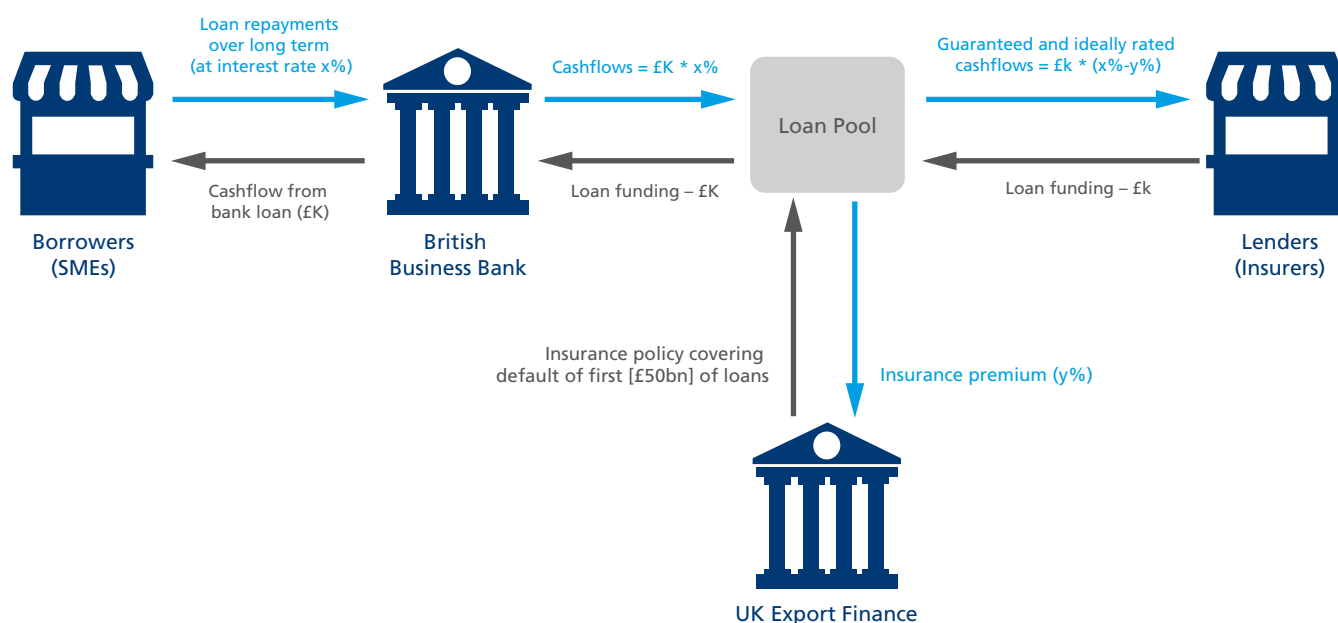 Loan repayments
over long term
(at interest rate x%)
Cashflows = £K * x%
Guaranteed and ideally rated
cashflows = £k * (x%-y%)
Loan Pool
Cashflow from
bank loan (£K)
Loan funding – £K
Loan funding – £k
Borrowers
(SMEs)
British
Business Bank
Lenders
(Insurers)
Insurance policy covering
default of first [£50bn] of loans
Insurance premium (y%)
UK Export Finance